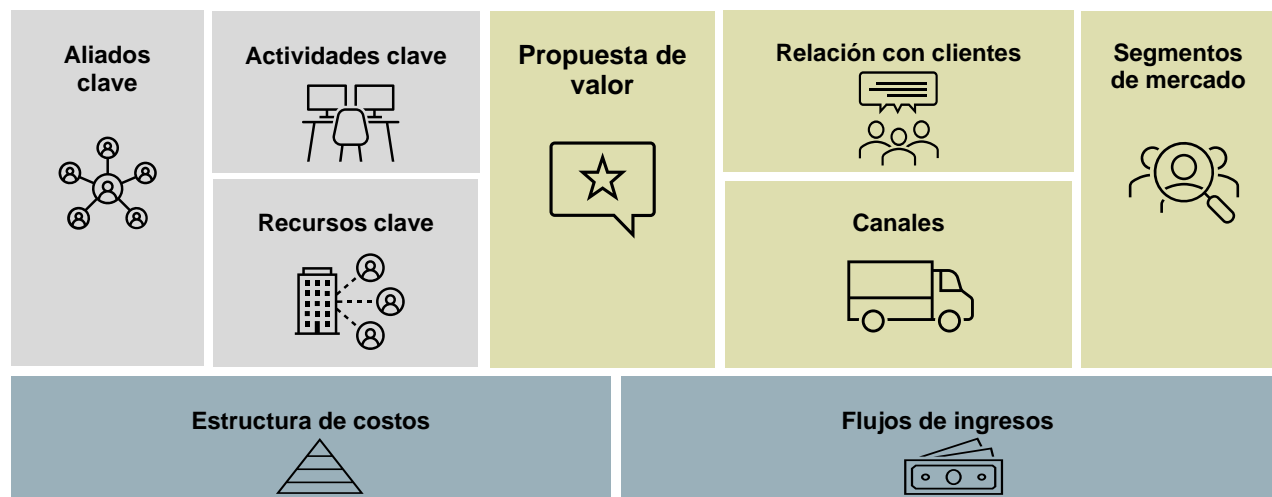 Aliados
clave
Actividades clave
Recursos clave
Propuesta de
valor
Relación con clientes
Canales
Segmentos
de mercado
Estructura de costos
Flujos de ingresos